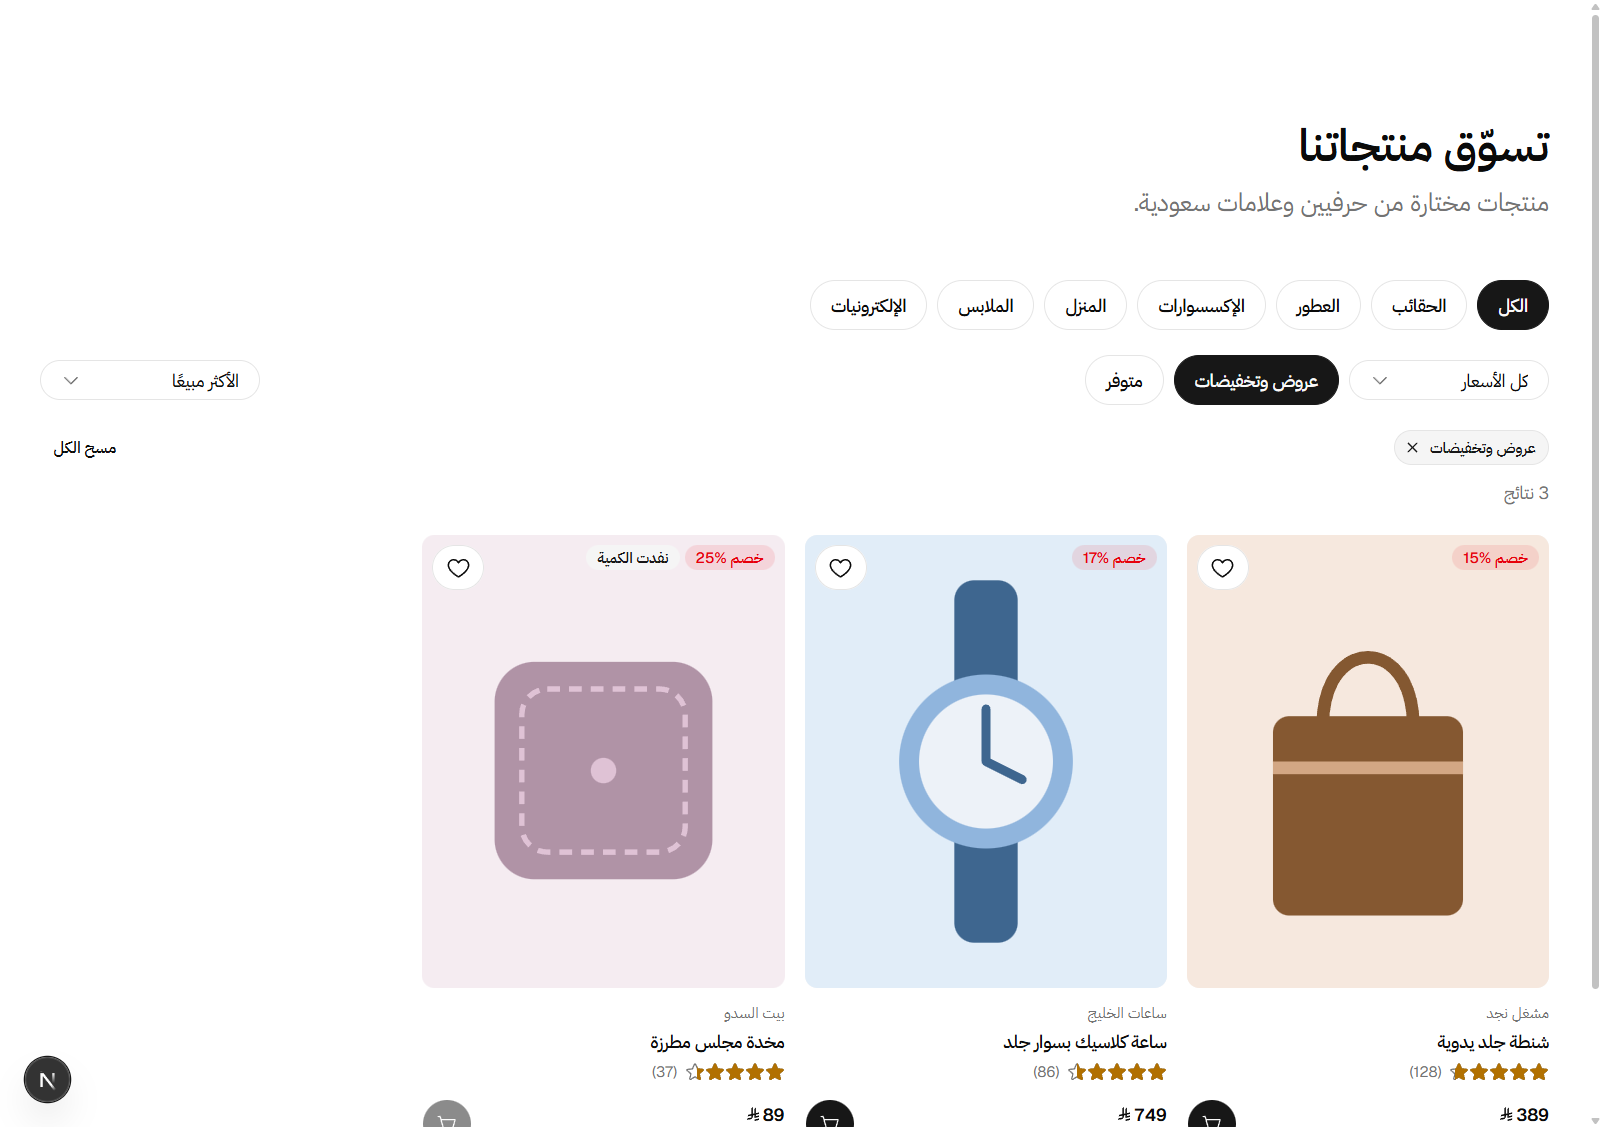 تسوّق منتجاتنا
منتجات مختارة من حرفيين وعلامات سعودية.
الكل
الحقائب
العطور
الإكسسوارات
المنزل
الملابس
الإلكترونيات
كل الأسعار
عروض وتخفيضات
متوفر
الأكثر مبيعًا
عروض وتخفيضات
مسح الكل
3 نتائج
خصم 15%
خصم 17%
خصم 25%
نفدت الكمية
مشغل نجد
شنطة جلد يدوية
(128)
389
ساعات الخليج
ساعة كلاسيك بسوار جلد
(86)
749
بيت السدو
مخدة مجلس مطرزة
(37)
89
N